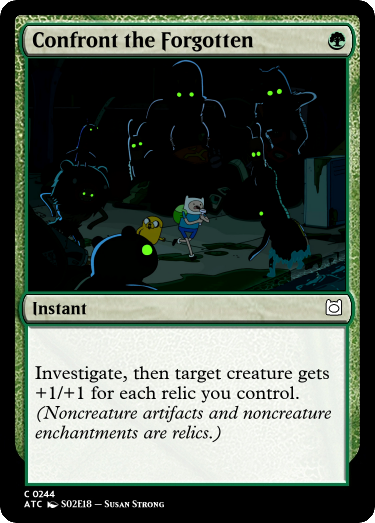 Confront the Forgotten
Instant
Investigate, then target creature gets
+1/+1 for each relic you control.
(Noncreature artifacts and noncreature
enchantments are relics.)
C 0244
ATC S02E18 – Susan Strong